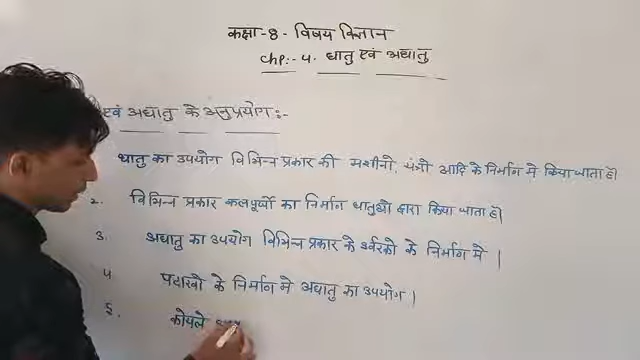 कक्षा-8- विषय विज्ञान
Chp:- 4. धातु एवं अधातु
एवं अधातु के अनुप्रयोग:-
धातु का उपयोग विभिन्न प्रकार की मशीनो, यंत्रो आदि के निर्माण मे किया जाता है।
2. विभिन्न प्रकार कलपूर्जो का निर्माण धातुओ द्वारा किया जाता है।
3. अधातु का उपयोग विभिन्न प्रकार के उर्वरको के निर्माण मे |
4 पटाखो के निर्माण मे अधातु का उपयोग |
5. कोयले